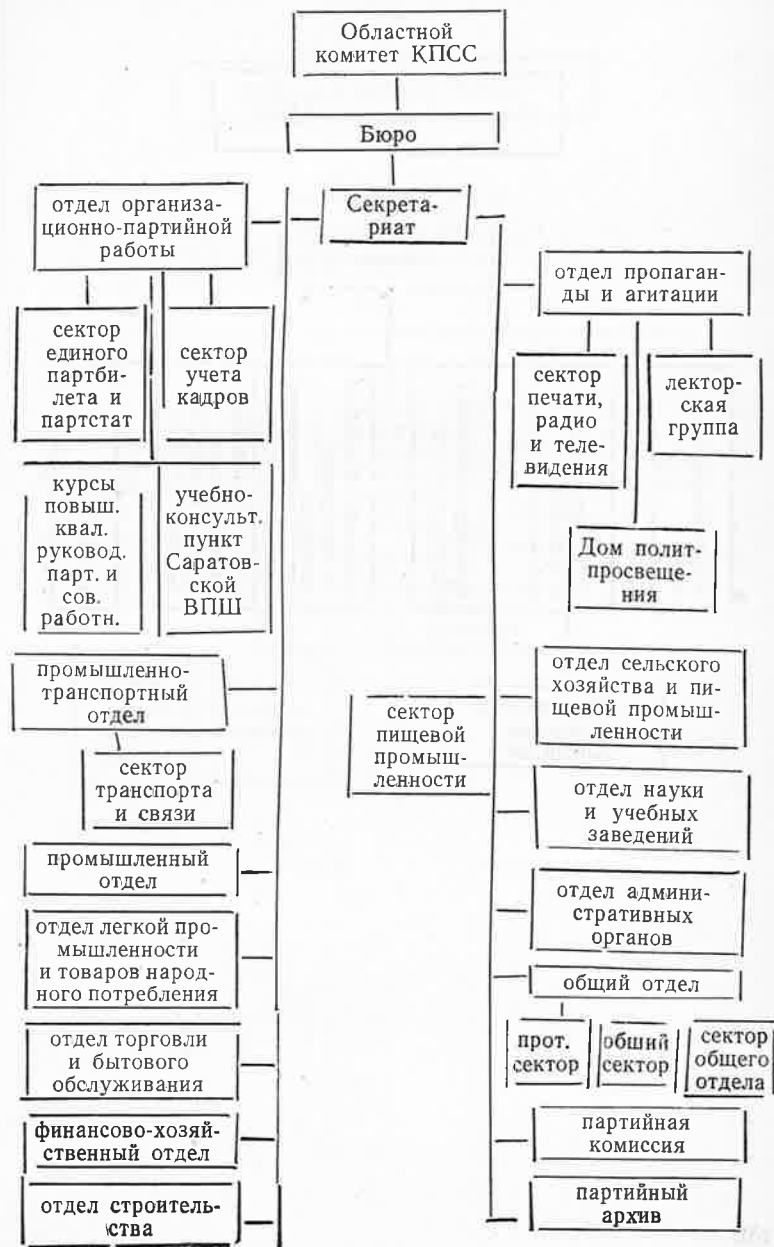 Областной
комитет КПСС
Бюро
Секрета-
риат
отдел организа-
ционно-партийной
работы
сектор
единого
партби-
лета и
партстат
сектор
учета
кадров
курсы
повыш.
квал.
руковод.
парт. и
сов.
работн.
учебно-
консульт.
пункт
Саратов-
ской
ВПШ
промышленно-
транспортный
отдел
сектор
транспорта
и связи
промышленный
отдел
отдел легкой про-
мышленности
и товаров народ-
ного потребления
отдел торговли
и бытового
обслуживания
финансово-хозяй-
ственный отдел
отдел строитель-
ства
отдел пропаган-
ды и агитации
сектор
печати,
радио
и теле-
видения
лектор-
ская
группа
Дом полит-
просвеще-
ния
отдел сельского
хозяйства и пи-
щевой промыш-
ленности
сектор
пищевой
промыш-
ленности
отдел науки
и учебных
заведений
отдел админи-
стративных
органов
общий отдел
прот.
сектор
обший
сектор
сектор
общего
отдела
партийная
комиссия
партийный
архив